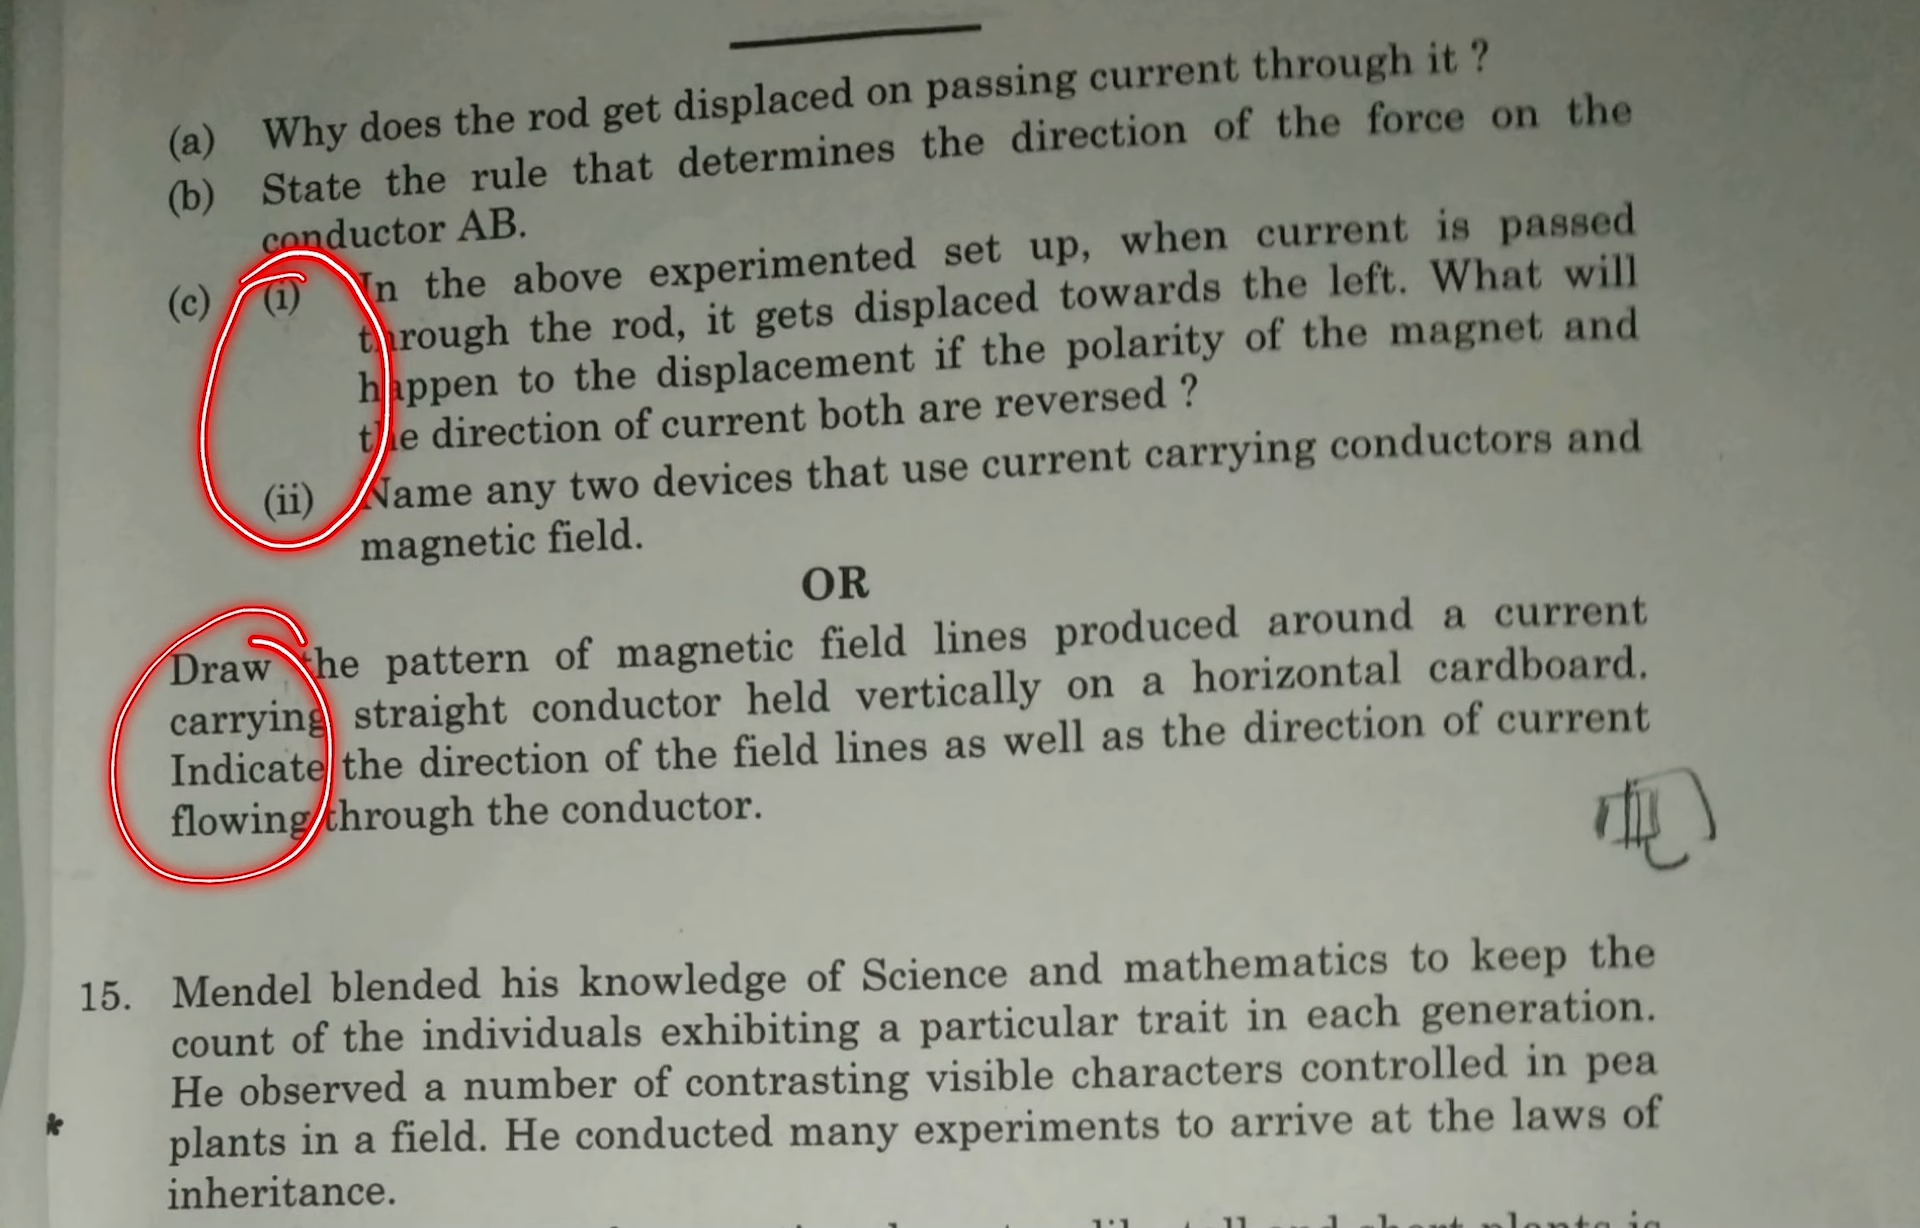 (a) Why does the rod get displaced on passing current through it ?
(b) State the rule that determines the direction of the force on the
conductor AB.
(c) (i) In the above experimented set up, when current is passed
through the rod, it gets displaced towards the left. What will
happen to the displacement if the polarity of the magnet and
the direction of current both are reversed ?
(ii) Name any two devices that use current carrying conductors and
magnetic field.
OR
Draw the pattern of magnetic field lines produced around a current
carrying straight conductor held vertically on a horizontal cardboard.
Indicate the direction of the field lines as well as the direction of current
flowing through the conductor.
15. Mendel blended his knowledge of Science and mathematics to keep the
count of the individuals exhibiting a particular trait in each generation.
He observed a number of contrasting visible characters controlled in pea
plants in a field. He conducted many experiments to arrive at the laws of
inheritance.